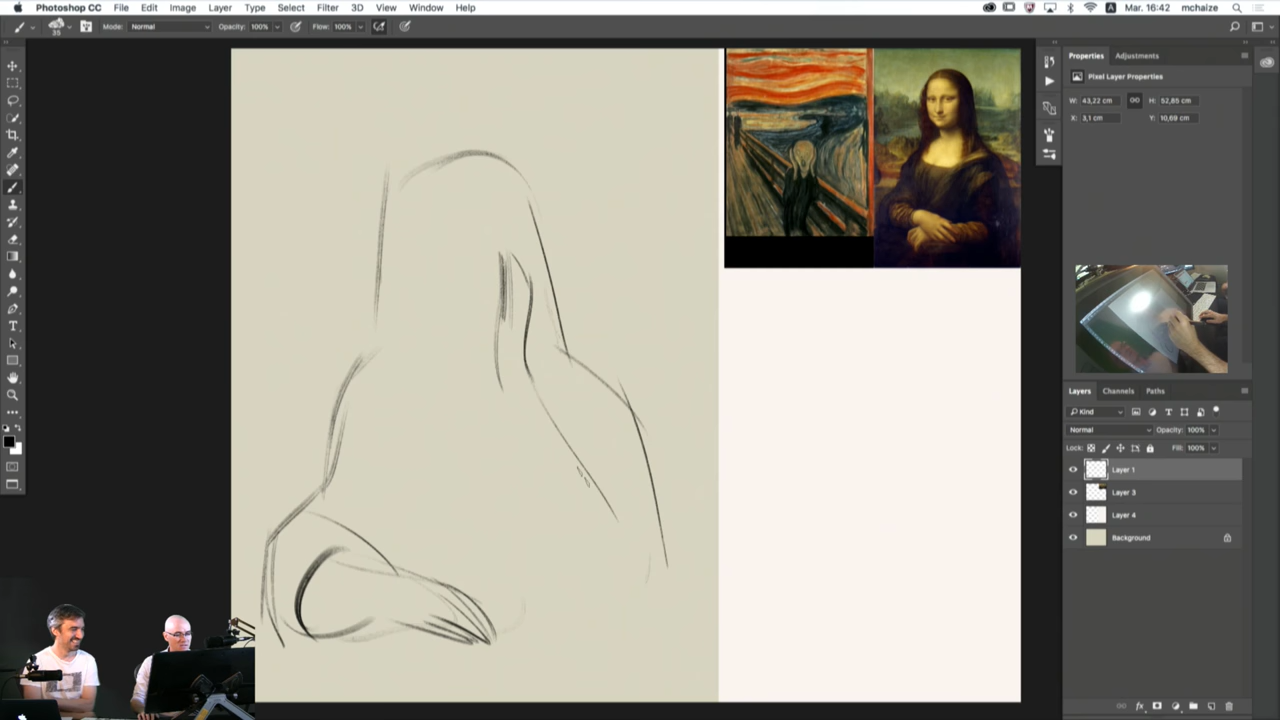 Photoshop CC File Edit Image Layer Type Select Filter 3D View Window Help
A Mar. 16:42 mchaize
35 Mode: Normal Opacity: 100% Flow: 100%
Properties Adjustments
Pixel Layer Properties
W: 43,22 cm H: 52,85 cm
X: 3,1 cm Y: 10,69 cm
Layers Channels Paths
Kind
Normal Opacity: 100%
Lock: Fill: 100%
Layer 1
Layer 3
Layer 4
Background
fx